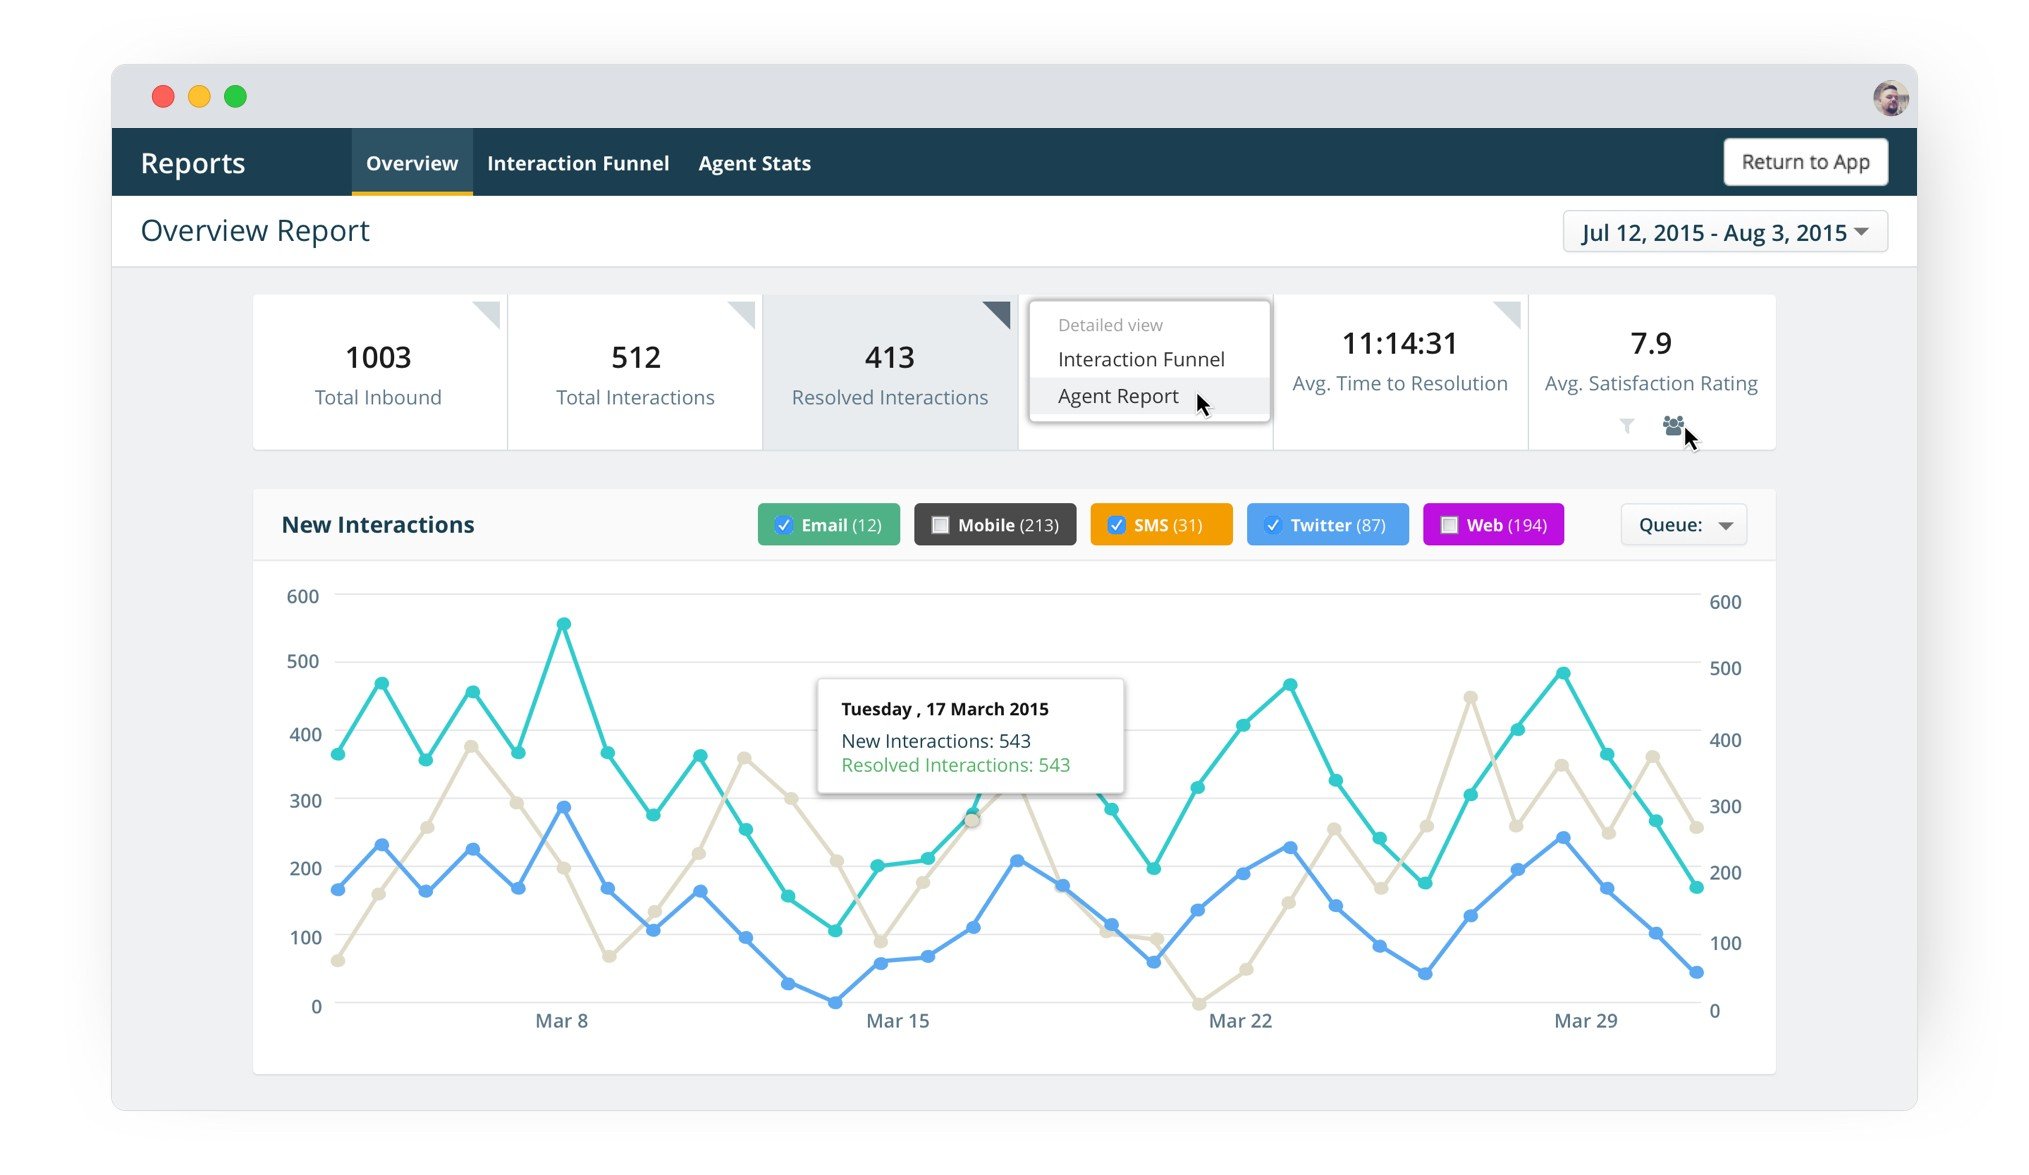 Reports
Overview
Interaction Funnel
Agent Stats
Return to App
Overview Report
Jul 12, 2015 - Aug 3, 2015
1003
Total Inbound
512
Total Interactions
413
Resolved Interactions
Detailed view
Interaction Funnel
Agent Report
11:14:31
Avg. Time to Resolution
7.9
Avg. Satisfaction Rating
New Interactions
Email (12)
Mobile (213)
SMS (31)
Twitter (87)
Web (194)
Queue:
600
500
400
300
200
100
0
Tuesday , 17 March 2015
New Interactions: 543
Resolved Interactions: 543
600
500
400
300
200
100
0
Mar 8
Mar 15
Mar 22
Mar 29